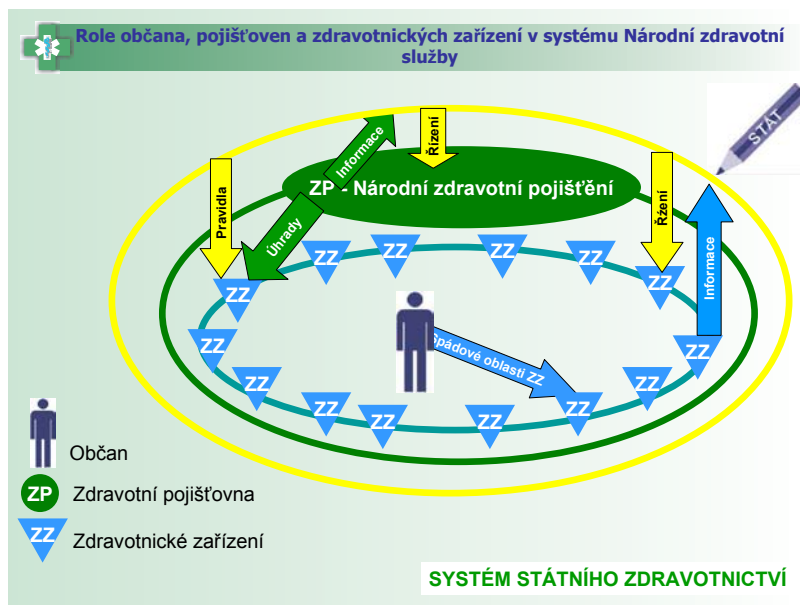 Role občana, pojišťoven a zdravotnických zařízení v systému Národní zdravotní
služby
STÁT
Informace
Řízení
ZP - Národní zdravotní pojištění
Pravidla
Úhrady
Řžení
Informace
ZZ
ZZ
ZZ
ZZ
ZZ
ZZ
ZZ
ZZ
ZZ
Spádové oblasti ZZ
ZZ
ZZ
ZZ
ZZ
ZZ
ZZ
Občan
ZP Zdravotní pojišťovna
ZZ Zdravotnické zařízení
SYSTÉM STÁTNÍHO ZDRAVOTNICTVÍ